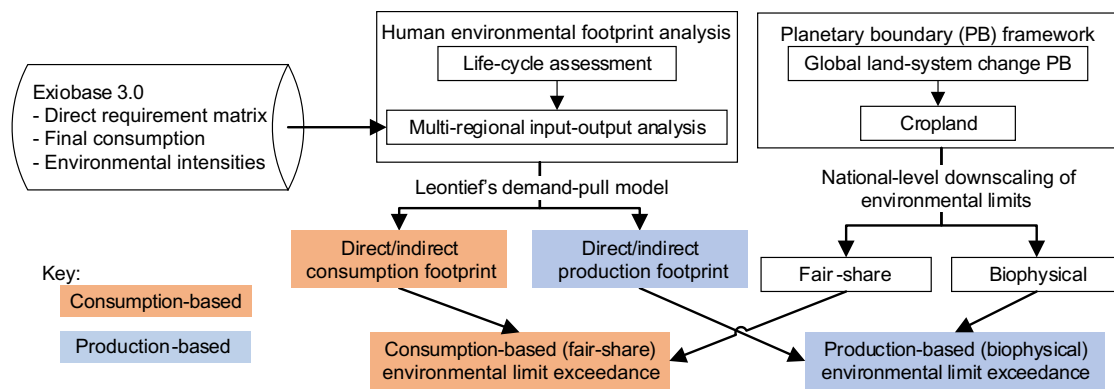 Exiobase 3.0
- Direct requirement matrix
- Final consumption
- Environmental intensities
Human environmental footprint analysis
Life-cycle assessment
Multi-regional input-output analysis
Planetary boundary (PB) framework
Global land-system change PB
Cropland
Leontief's demand-pull model
National-level downscaling of
environmental limits
Direct/indirect
consumption footprint
Direct/indirect
production footprint
Fair-share
Biophysical
Key:
Consumption-based
Production-based
Consumption-based (fair-share)
environmental limit exceedance
Production-based (biophysical)
environmental limit exceedance